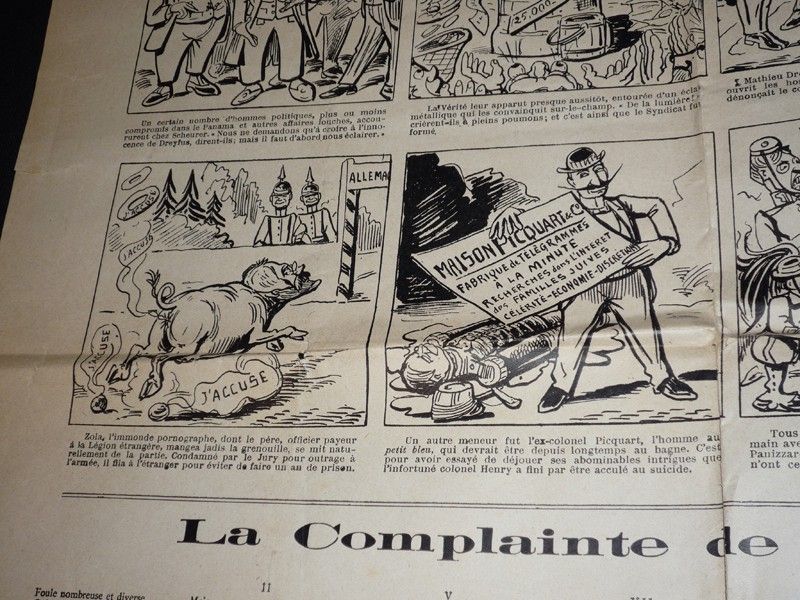 25.000
Un certain nombre d'hommes politiques, plus ou moins
compromis dans le Panama et autres affaires louches, accou-
rurent chez Scheurer. « Nous ne demandons qu'à croire à l'inno-
cence de Dreyfus, dirent-ils; mais il faut d'abord nous éclairer. »
La Vérité leur apparut presque aussitôt, entourée d'un écla
métallique qui les convainquit sur-le-champ. « De la lumière!
crièrent-ils à pleins poumons; et c'est ainsi que le Syndicat fut
formé.
Mathieu Dr
ouvrit les hos
dénonçait le co
J'ACCUS
J'ACCUSE
J'ACCUSE
J'ACCUSE
ALLEMA
MAISON PICQUART & Cie
FABRIQUE de TÉLÉGRAMMES
A LA MINUTE
RECHERCHES dans L'INTERET
des FAMILLES JUIVES
CÉLÉRITÉ-ECONOMIE-DISCRÉTION
Zola, l'immonde pornographe, dont le père, officier payeur
à la Légion étrangère, mangea jadis la grenouille, se mit natu-
rellement de la partie. Condamné par le Jury pour outrage à
l'armée, il fila à l'étranger pour éviter de faire un an de prison.
Un autre meneur fut l'ex-colonel Picquart, l'homme au
petit bleu, qui devrait être depuis longtemps au bagne. C'est
pour avoir essayé de déjouer ses abominables intrigues que
l'infortuné colonel Henry a fini par être acculé au suicide.
Tous
main ave
Panizzar
n'ont ce
La Complainte de
II
V
Foule nombreuse et diverse